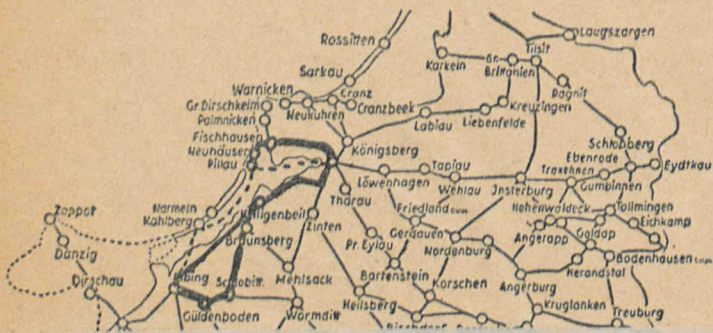 Rossitten
Sarkau
Karkeln
Gr.
Brittanien
Tilsit
Laugszargen
Ragnit
Warnicken
Cranz
Gr. Dirschkeim
Neukuhren
Cranzbeek
Palmnicken
Labiau
Liebenfelde
Kreuzingen
Schloßberg
Fischhausen
Neuhäuser
Pillau
Königsberg
Ebenrode
Trakehnen
Eydtkau
Löwenhagen
Tapiau
Wehlau
Insterburg
Gumbinnen
Tharau
Zoppot
Narmeln
Kahlberg
Heiligenbeil
Friedland
Hohenwaldeck
Tollmingen
Zinten
Gerdauen
Angerapp
Goldap
Eichkamp
Danzig
Braunsberg
Pr. Eylau
Nordenburg
Bodenhausen
Dirschau
Elbing
Schlobitt.
Mehlsack
Bartenstein
Korschen
Angerburg
Herandstal
Güldenboden
Wormditt
Heilsberg
Kruglanken
Treuburg